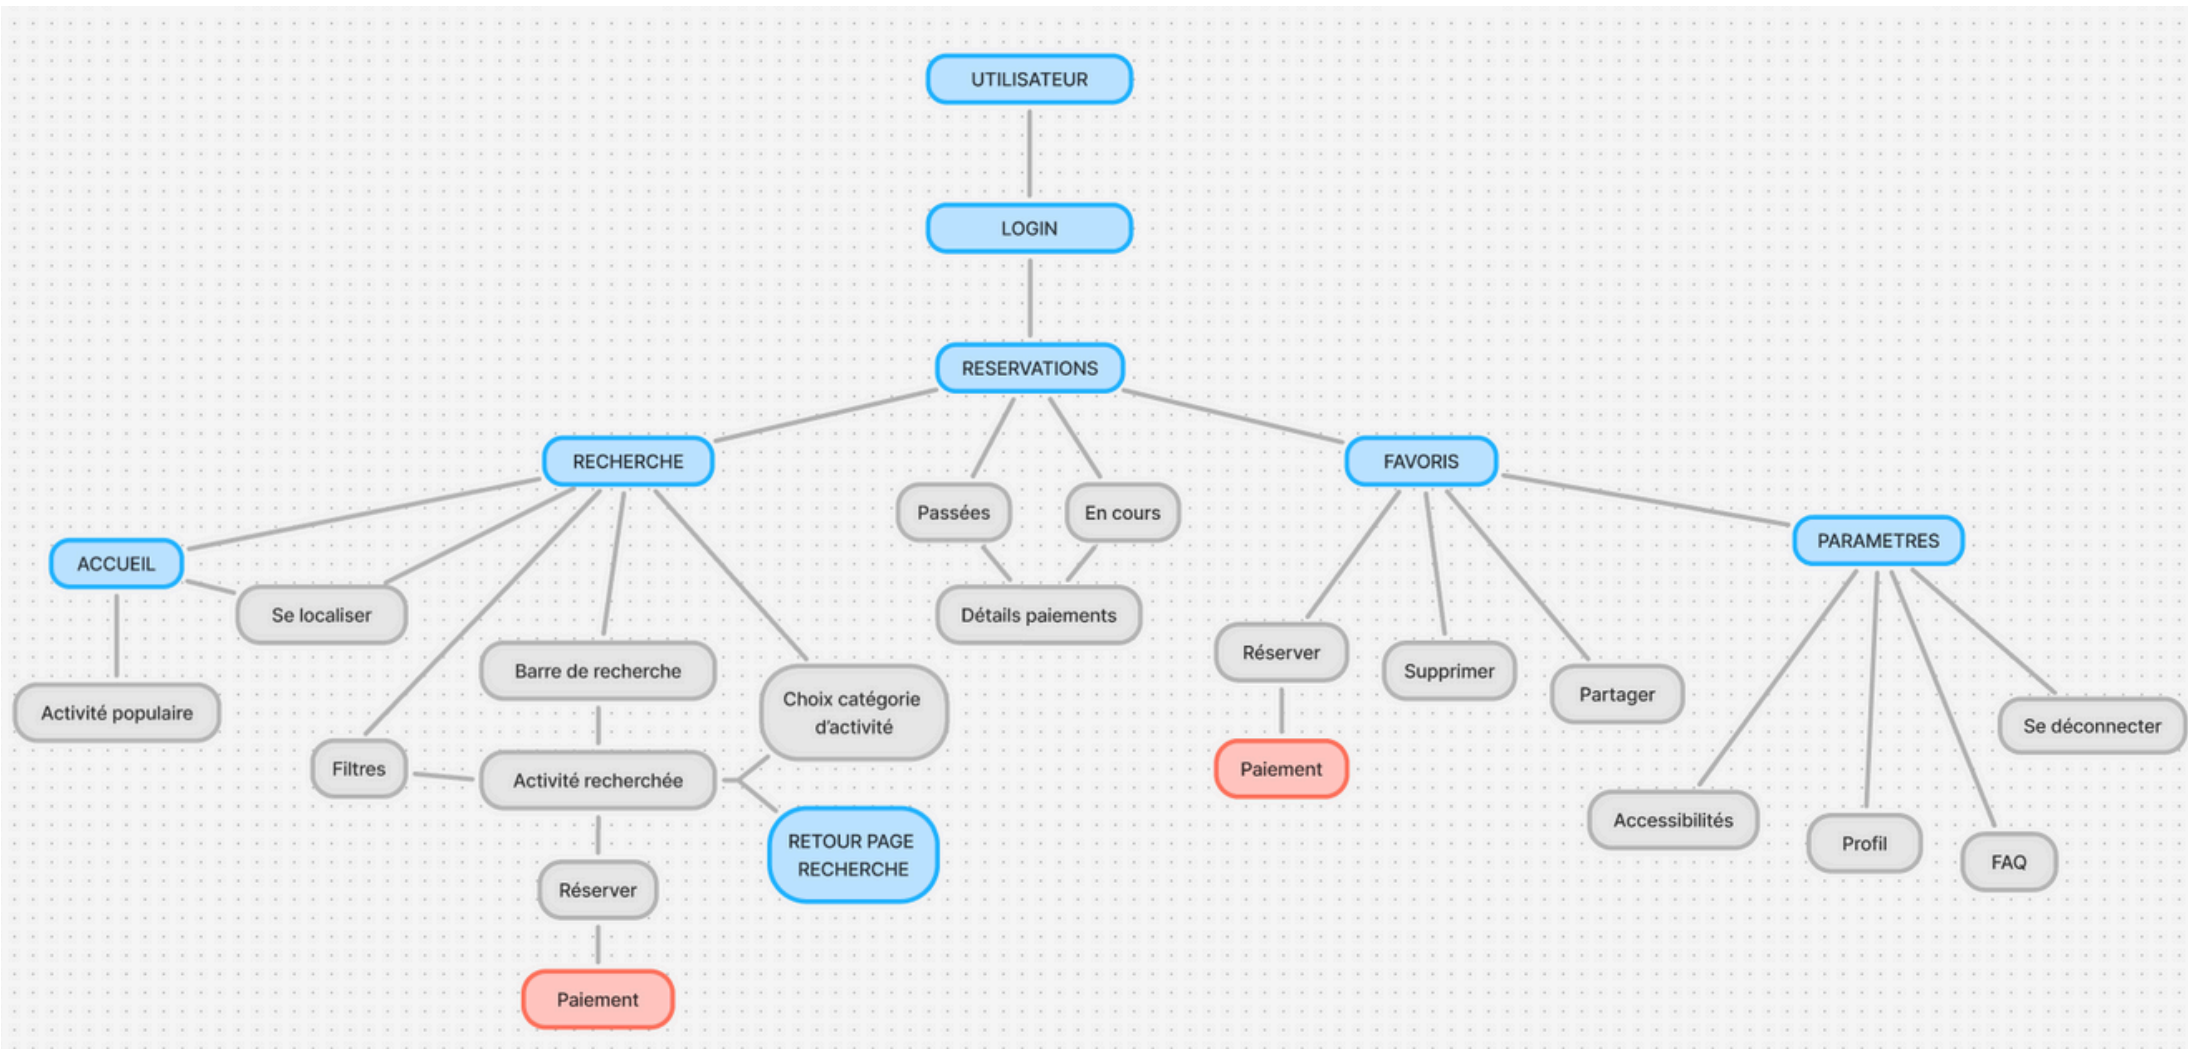 UTILISATEUR
LOGIN
RESERVATIONS
RECHERCHE
FAVORIS
Passées
En cours
PARAMETRES
ACCUEIL
Se localiser
Détails paiements
Réserver
Supprimer
Partager
Barre de recherche
Choix catégorie
d'activité
Activité populaire
Se déconnecter
Filtres
Activité recherchée
Paiement
Accessibilités
Profil
FAQ
RETOUR PAGE
RECHERCHE
Réserver
Paiement